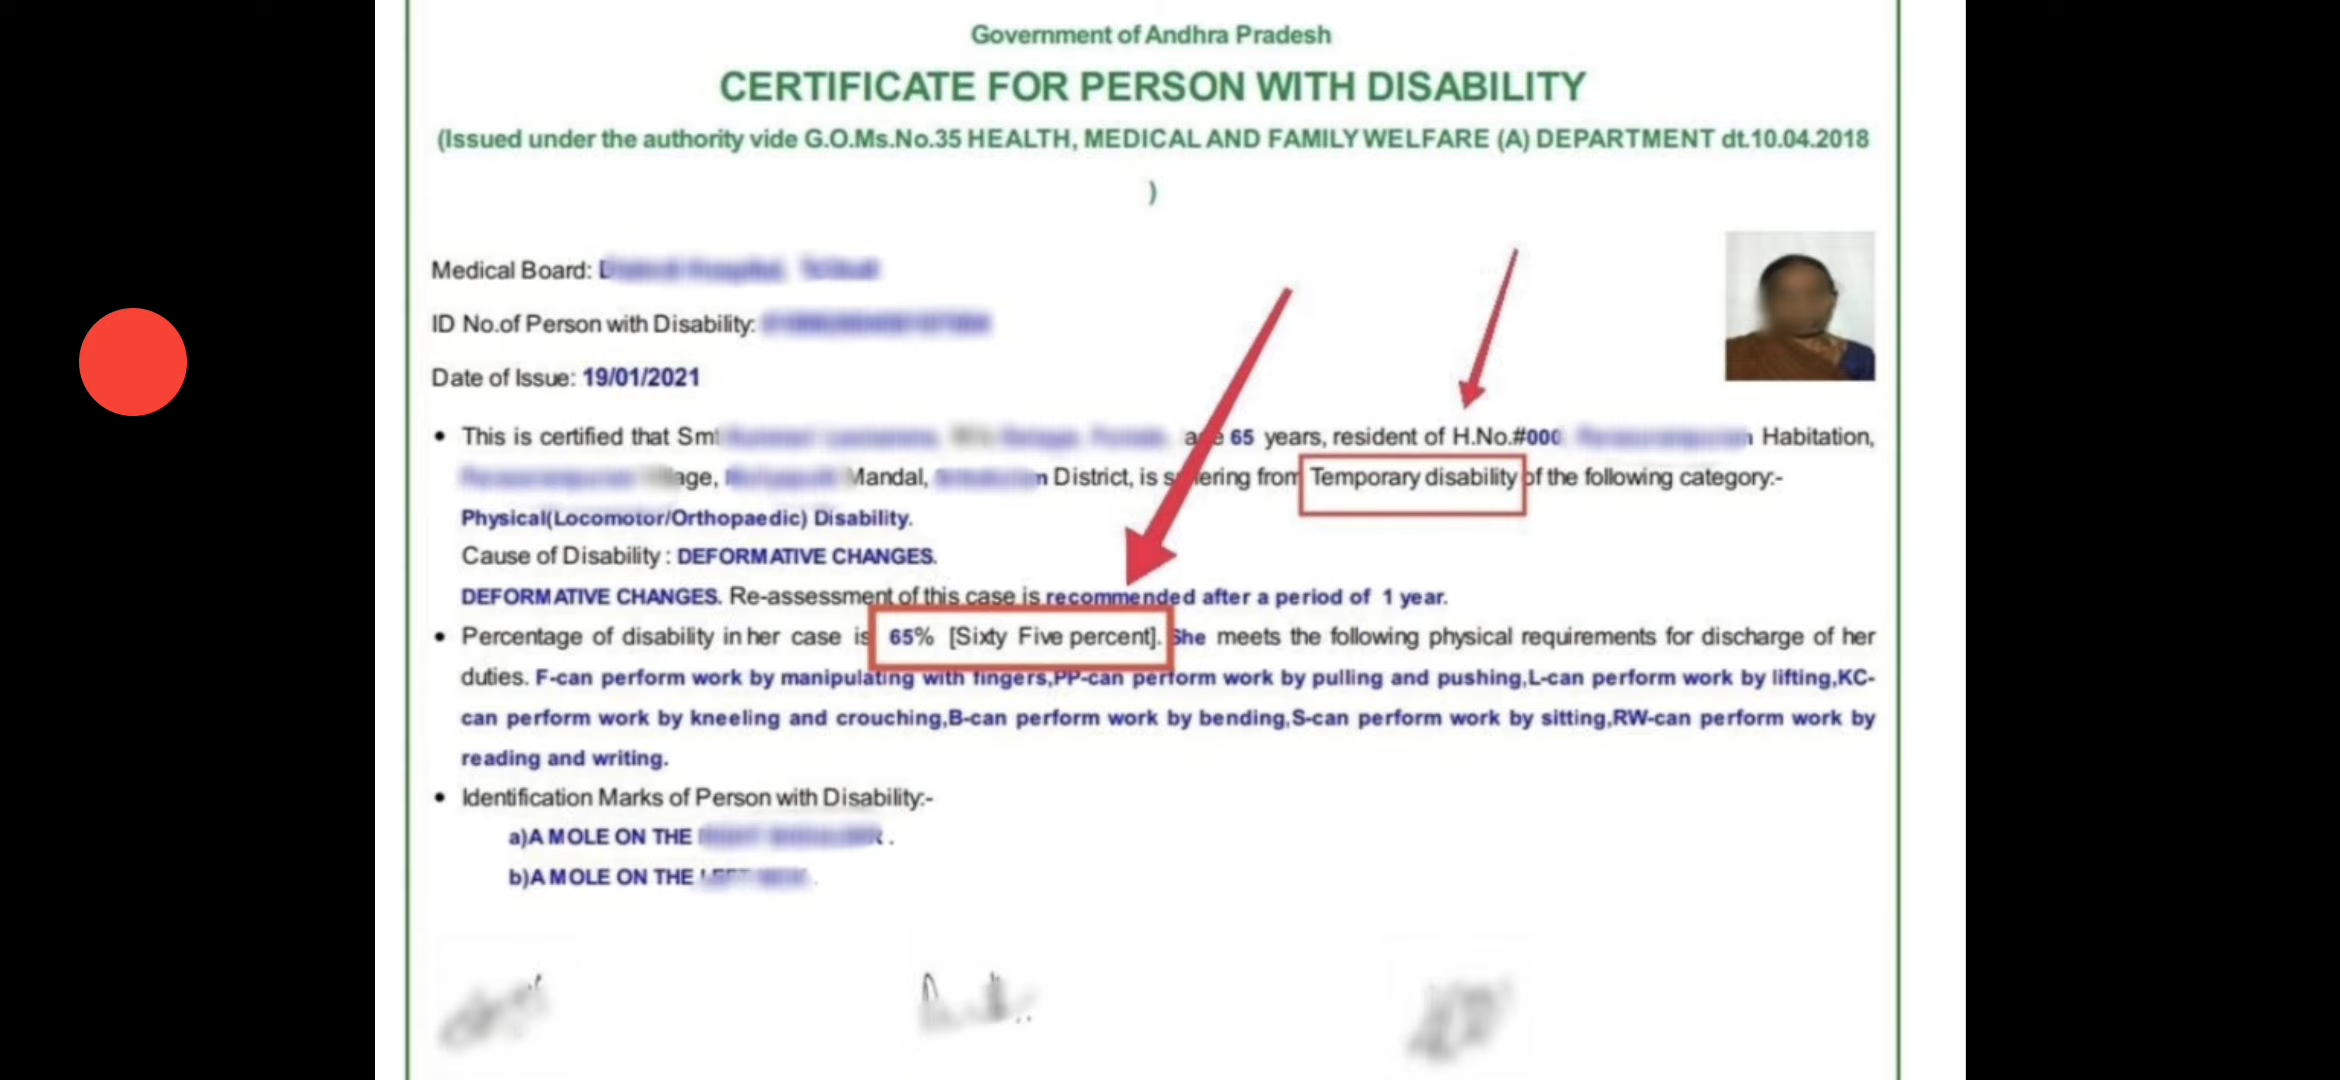 Government of Andhra Pradesh
CERTIFICATE FOR PERSON WITH DISABILITY
(Issued under the authority vide G.O.Ms.No.35 HEALTH, MEDICAL AND FAMILY WELFARE (A) DEPARTMENT dt.10.04.2018
)
Medical Board:
ID No.of Person with Disability:
Date of Issue: 19/01/2021
• This is certified that Smt 65 years, resident of H.No.#000 Habitation,
Mandal, District, is from Temporary disability of the following category:-
Physical(Locomotor/Orthopaedic) Disability.
Cause of Disability : DEFORMATIVE CHANGES.
DEFORMATIVE CHANGES. Re-assessment of this case is recommended after a period of 1 year.
• Percentage of disability in her case is 65% [Sixty Five percent]. She meets the following physical requirements for discharge of her
duties. F-can perform work by manipulating with fingers,PP-can perform work by pulling and pushing,L-can perform work by lifting,KC-
can perform work by kneeling and crouching,B-can perform work by bending,S-can perform work by sitting,RW-can perform work by
reading and writing.
• Identification Marks of Person with Disability:-
a)A MOLE ON THE
b)A MOLE ON THE